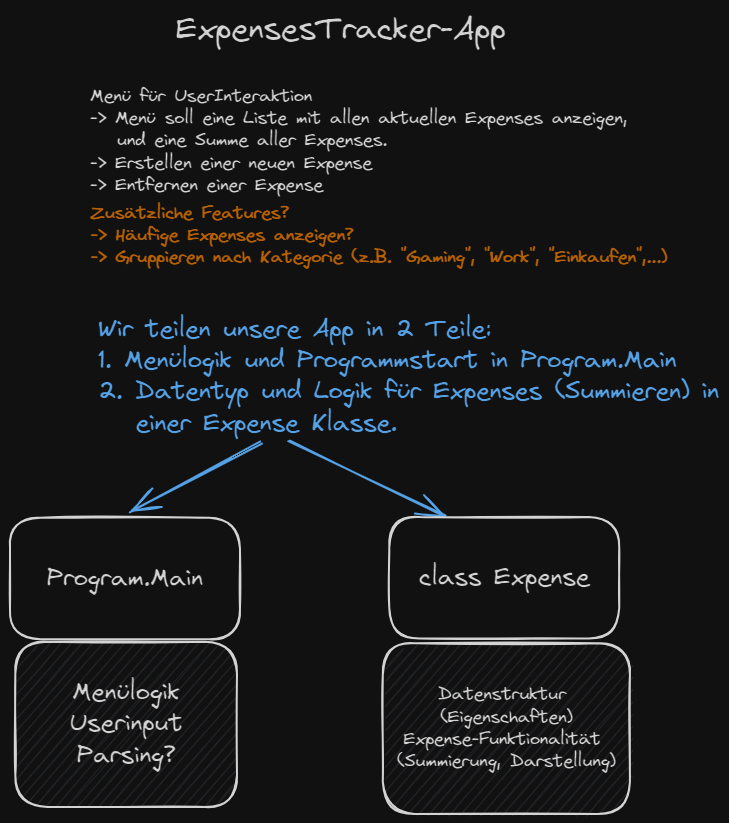 ExpensesTracker-App
Menü für UserInteraktion
-> Menü soll eine Liste mit allen aktuellen Expenses anzeigen,
und eine Summe aller Expenses.
-> Erstellen einer neuen Expense
-> Entfernen einer Expense
Zusätzliche Features?
-> Häufige Expenses anzeigen?
-> Gruppieren nach Kategorie (z.B. "Gaming", "Work", "Einkaufen",...)
Wir teilen unsere App in 2 Teile:
1. Menülogik und Programmstart in Program.Main
2. Datentyp und Logik für Expenses (Summieren) in
einer Expense Klasse.
Program.Main
Menülogik
Userinput
Parsing?
class Expense
Datenstruktur
(Eigenschaften)
Expense-Funktionalität
(Summierung, Darstellung)